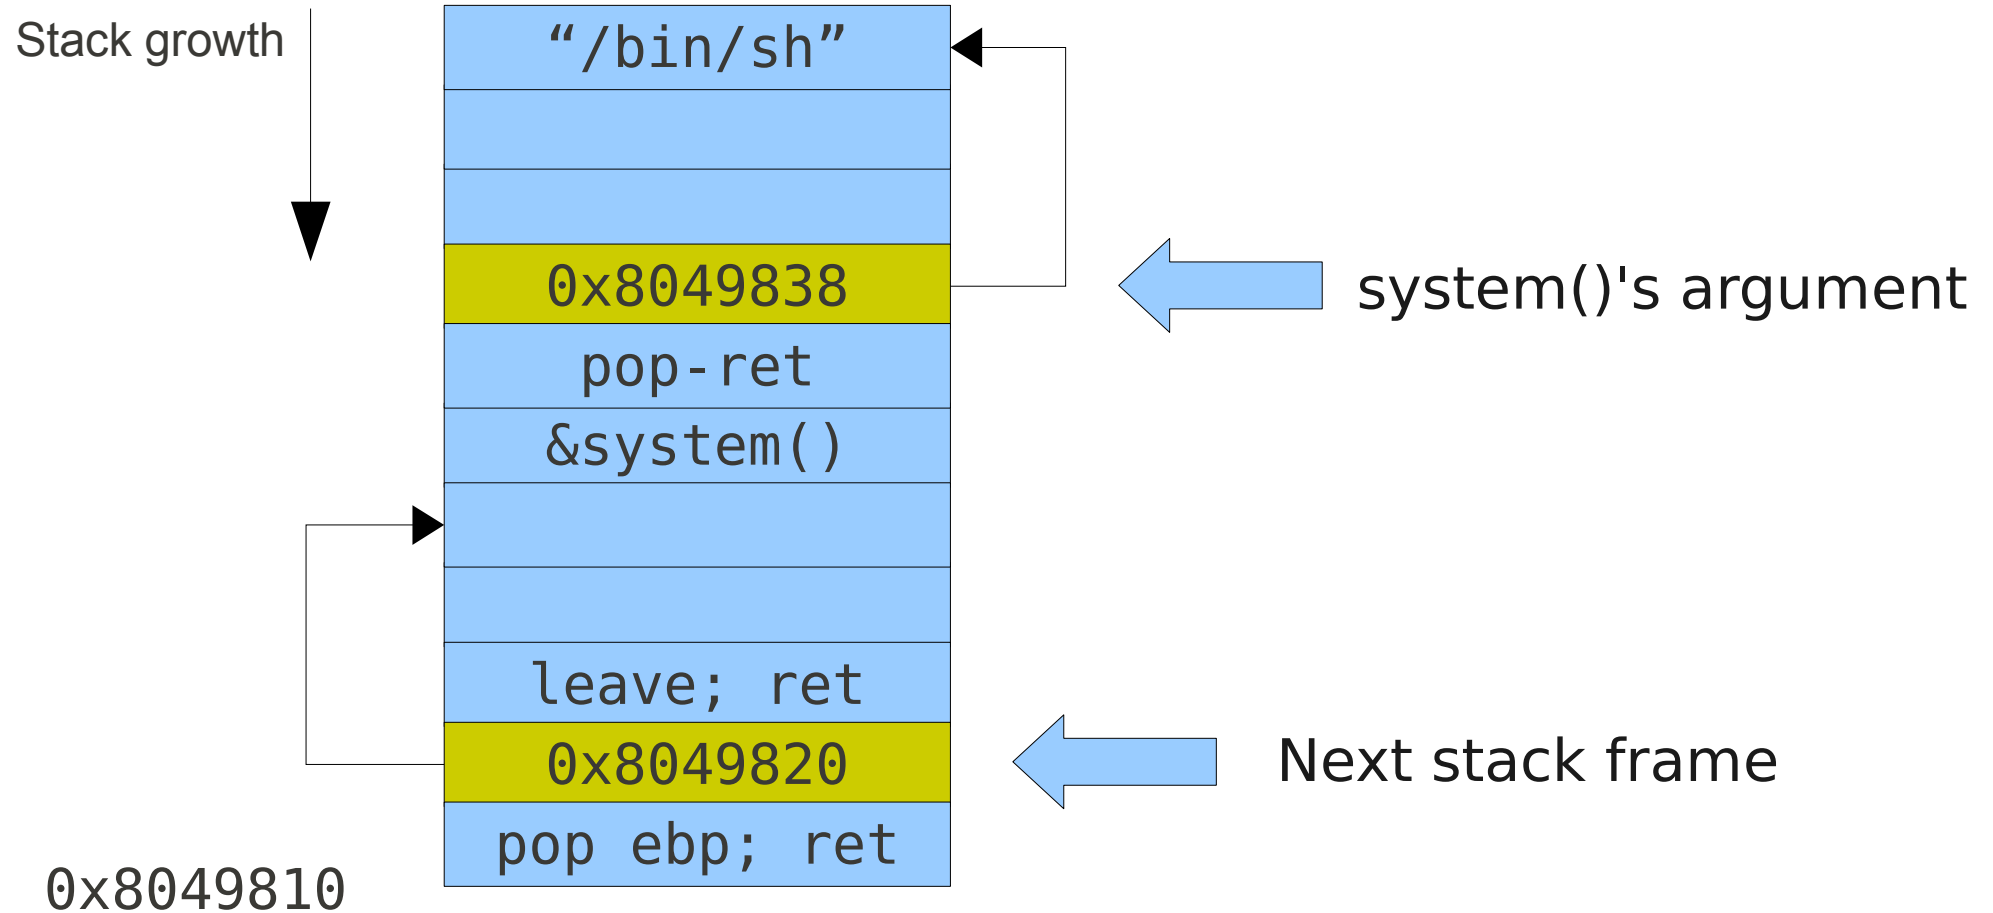 Stack growth
“/bin/sh”
0x8049838
system()'s argument
pop-ret
&system()
leave; ret
0x8049820
Next stack frame
pop ebp; ret
0x8049810